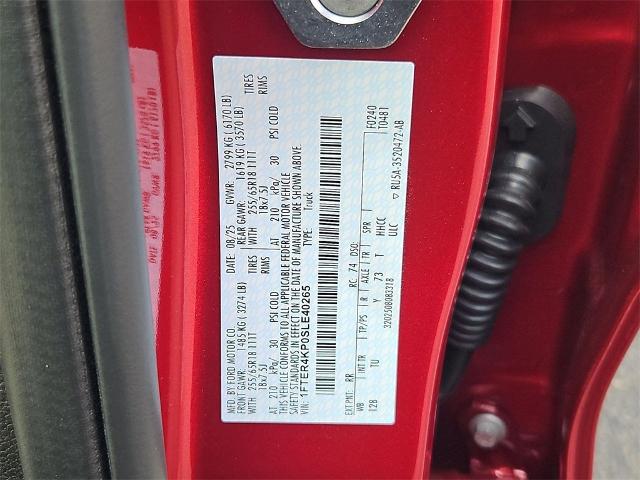 MFD. BY FORD MOTOR CO.
DATE: 08/25 GVWR: 2799 KG ( 6170 LB)
FRONT GAWR: 1485 KG ( 3274 LB) REAR GAWR: 1619 KG ( 3570 LB)
WITH 255/65R18 111T TIRES WITH 255/65R18 111T TIRES
18x7.5J RIMS 18x7.5J RIMS
AT 210 kPa/ 30 PSI COLD AT 210 kPa/ 30 PSI COLD
THIS VEHICLE CONFORMS TO ALL APPLICABLE FEDERAL MOTOR VEHICLE
SAFETY STANDARDS IN EFFECT ON THE DATE OF MANUFACTURE SHOWN ABOVE.
VIN: 1FTER4KP0SLE40265 TYPE: Truck
F0240
T0481
EXT PNT: RR RC: 74 DSO:
WB INT TR TP/PS R AXLE TR SPR
128 TU Y 73 T HHCC
ULC
320250808331B ▽ RU5A-3520472-AB